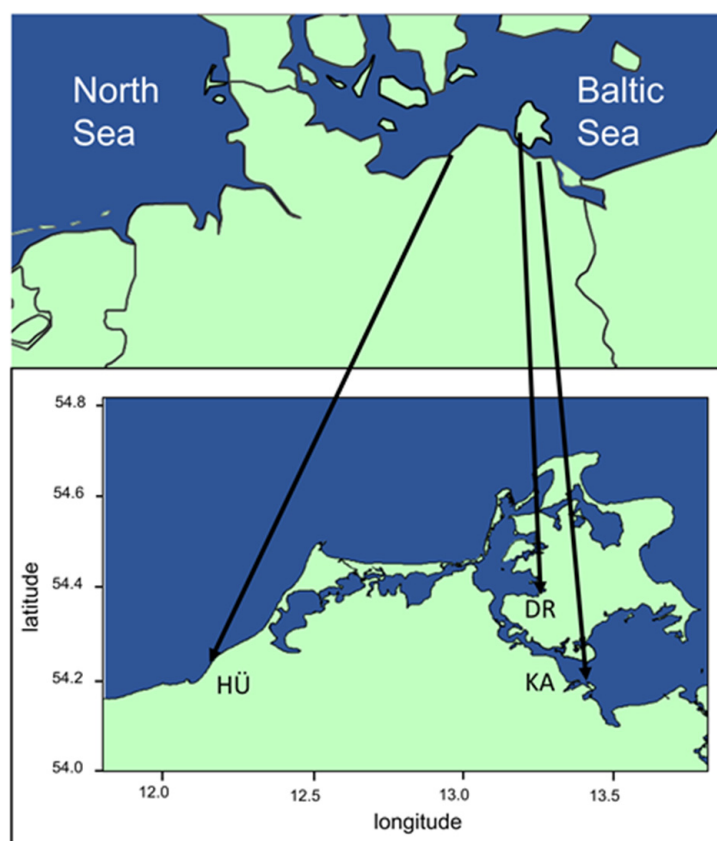 North
Sea
Baltic
Sea
54.8
54.6
54.4
54.2
54.0
latitude
HÜ
DR
KA
12.0
12.5
13.0
13.5
longitude